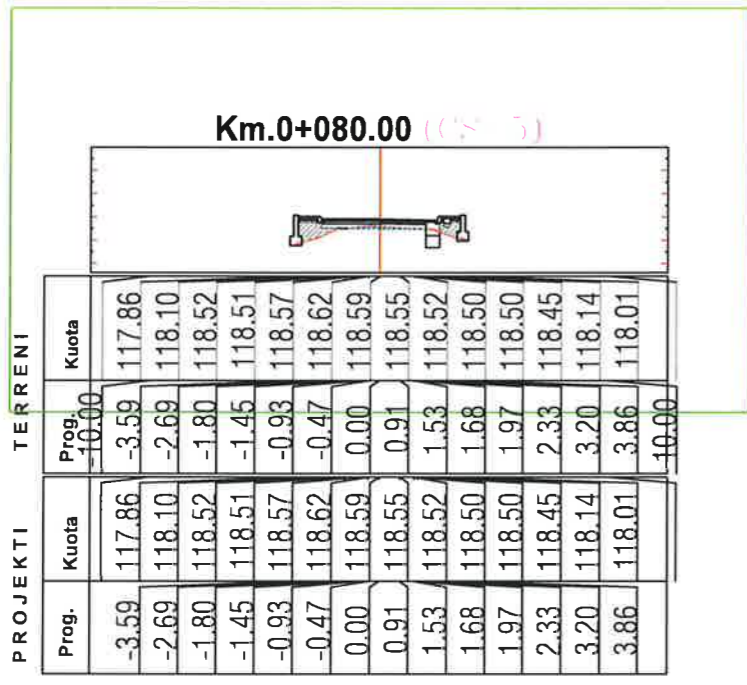 Km.0+080.00
TERRENI
Kuota 117.86 118.10 118.52 118.51 118.57 118.62 118.59 118.55 118.52 118.50 118.50 118.45 118.14 118.01
Prog. -10.00 -3.59 -2.69 -1.80 -1.45 -0.93 -0.47 0.00 0.91 1.53 1.68 1.97 2.33 3.20 3.86 10.00
PROJEKTI
Kuota 117.86 118.10 118.52 118.51 118.57 118.62 118.59 118.55 118.52 118.50 118.50 118.45 118.14 118.01
Prog. -3.59 -2.69 -1.80 -1.45 -0.93 -0.47 0.00 0.91 1.53 1.68 1.97 2.33 3.20 3.86